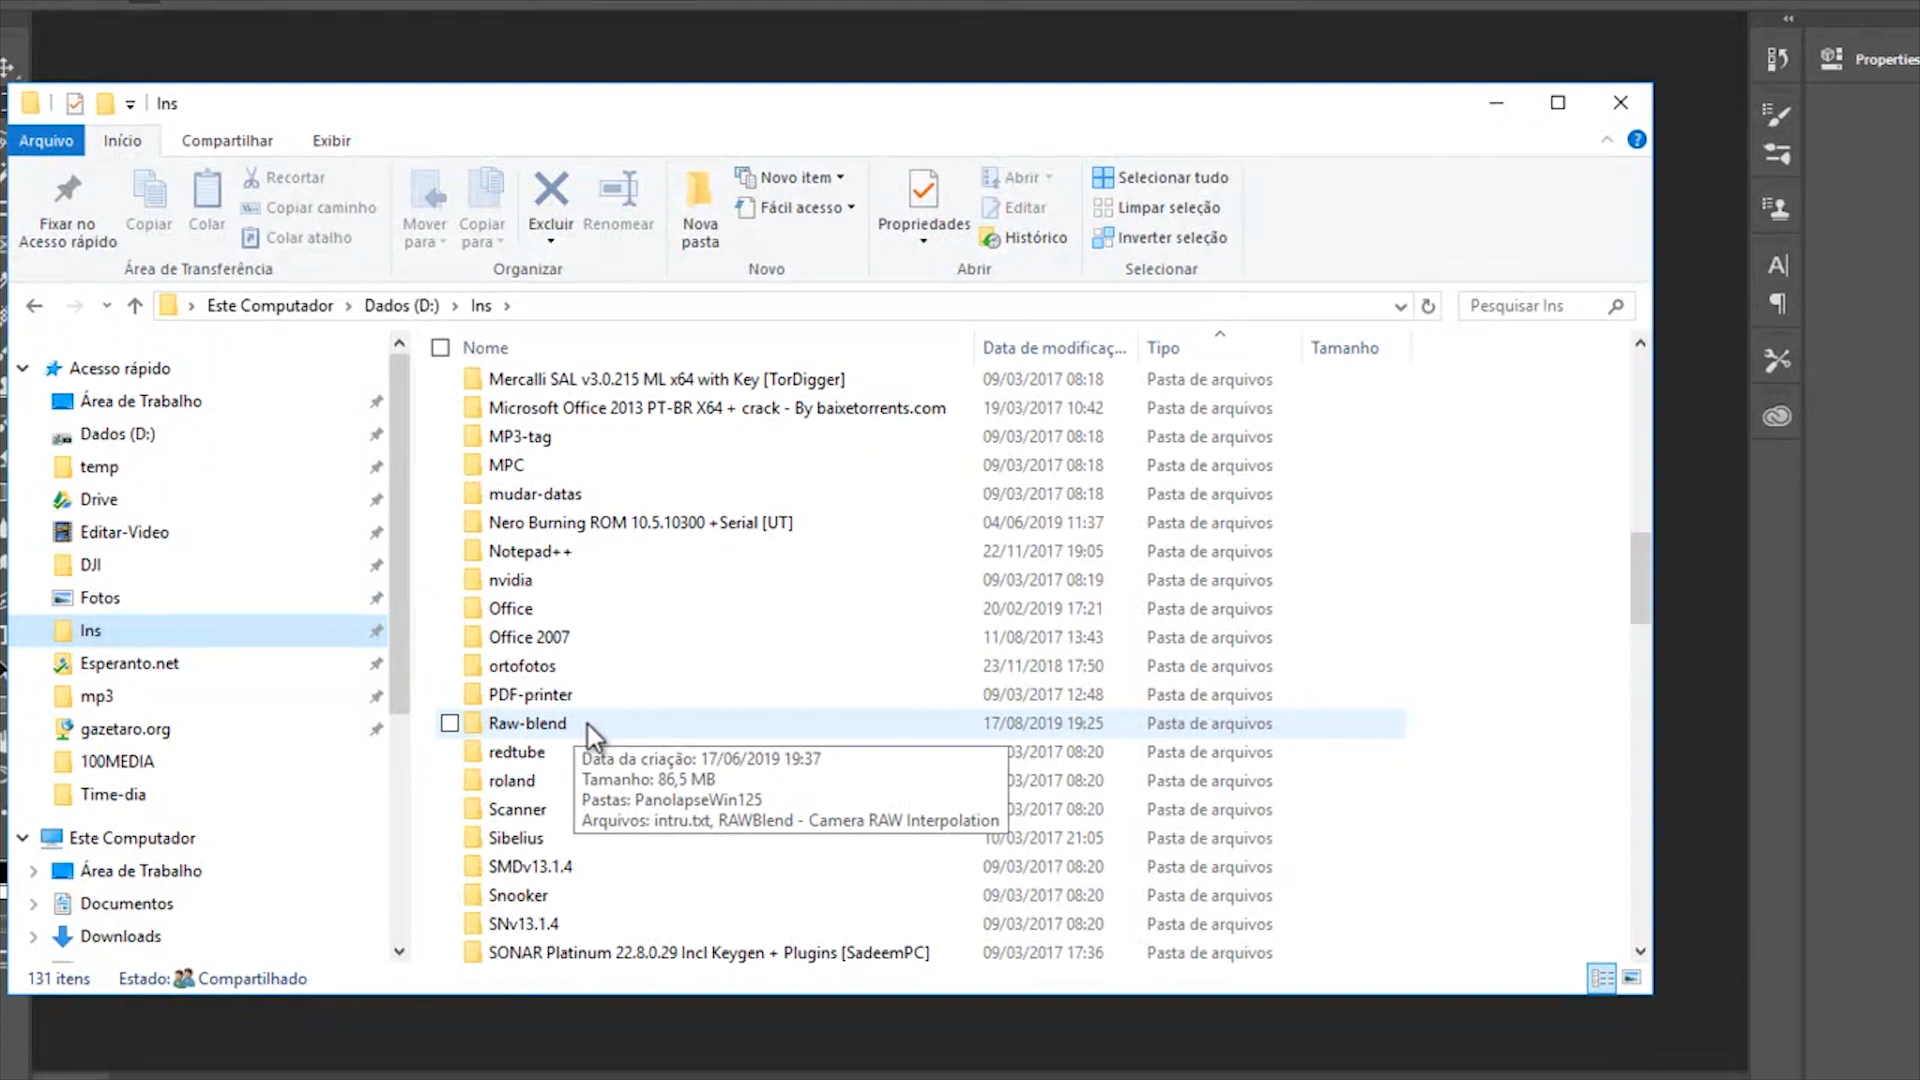 Properties
Ins
Arquivo Início Compartilhar Exibir
Fixar no Acesso rápido
Copiar
Colar
Recortar
Copiar caminho
Colar atalho
Área de Transferência
Mover para
Copiar para
Excluir
Renomear
Organizar
Nova pasta
Novo item
Fácil acesso
Novo
Propriedades
Abrir
Editar
Histórico
Abrir
Selecionar tudo
Limpar seleção
Inverter seleção
Selecionar
Este Computador > Dados (D:) > Ins >
Pesquisar Ins
Acesso rápido
Área de Trabalho
Dados (D:)
temp
Drive
Editar-Video
DJI
Fotos
Ins
Esperanto.net
mp3
gazetaro.org
100MEDIA
Time-dia
Este Computador
Área de Trabalho
Documentos
Downloads
Nome Data de modificaç... Tipo Tamanho
Mercalli SAL v3.0.215 ML x64 with Key [TorDigger] 09/03/2017 08:18 Pasta de arquivos
Microsoft Office 2013 PT-BR X64 + crack - By baixetorrents.com 19/03/2017 10:42 Pasta de arquivos
MP3-tag 09/03/2017 08:18 Pasta de arquivos
MPC 09/03/2017 08:18 Pasta de arquivos
mudar-datas 09/03/2017 08:18 Pasta de arquivos
Nero Burning ROM 10.5.10300 +Serial [UT] 04/06/2019 11:37 Pasta de arquivos
Notepad++ 22/11/2017 19:05 Pasta de arquivos
nvidia 09/03/2017 08:19 Pasta de arquivos
Office 20/02/2019 17:21 Pasta de arquivos
Office 2007 11/08/2017 13:43 Pasta de arquivos
ortofotos 23/11/2018 17:50 Pasta de arquivos
PDF-printer 09/03/2017 12:48 Pasta de arquivos
Raw-blend 17/08/2019 19:25 Pasta de arquivos
redtube 03/2017 08:20 Pasta de arquivos
roland 03/2017 08:20 Pasta de arquivos
Scanner 03/2017 08:20 Pasta de arquivos
Sibelius 10/03/2017 21:05 Pasta de arquivos
SMDv13.1.4 09/03/2017 08:20 Pasta de arquivos
Snooker 09/03/2017 08:20 Pasta de arquivos
SNv13.1.4 09/03/2017 08:20 Pasta de arquivos
SONAR Platinum 22.8.0.29 Incl Keygen + Plugins [SadeemPC] 09/03/2017 17:36 Pasta de arquivos
Data da criação: 17/06/2019 19:37
Tamanho: 86,5 MB
Pastas: PanolapseWin125
Arquivos: intru.txt, RAWBlend - Camera RAW Interpolation
131 itens Estado: Compartilhado